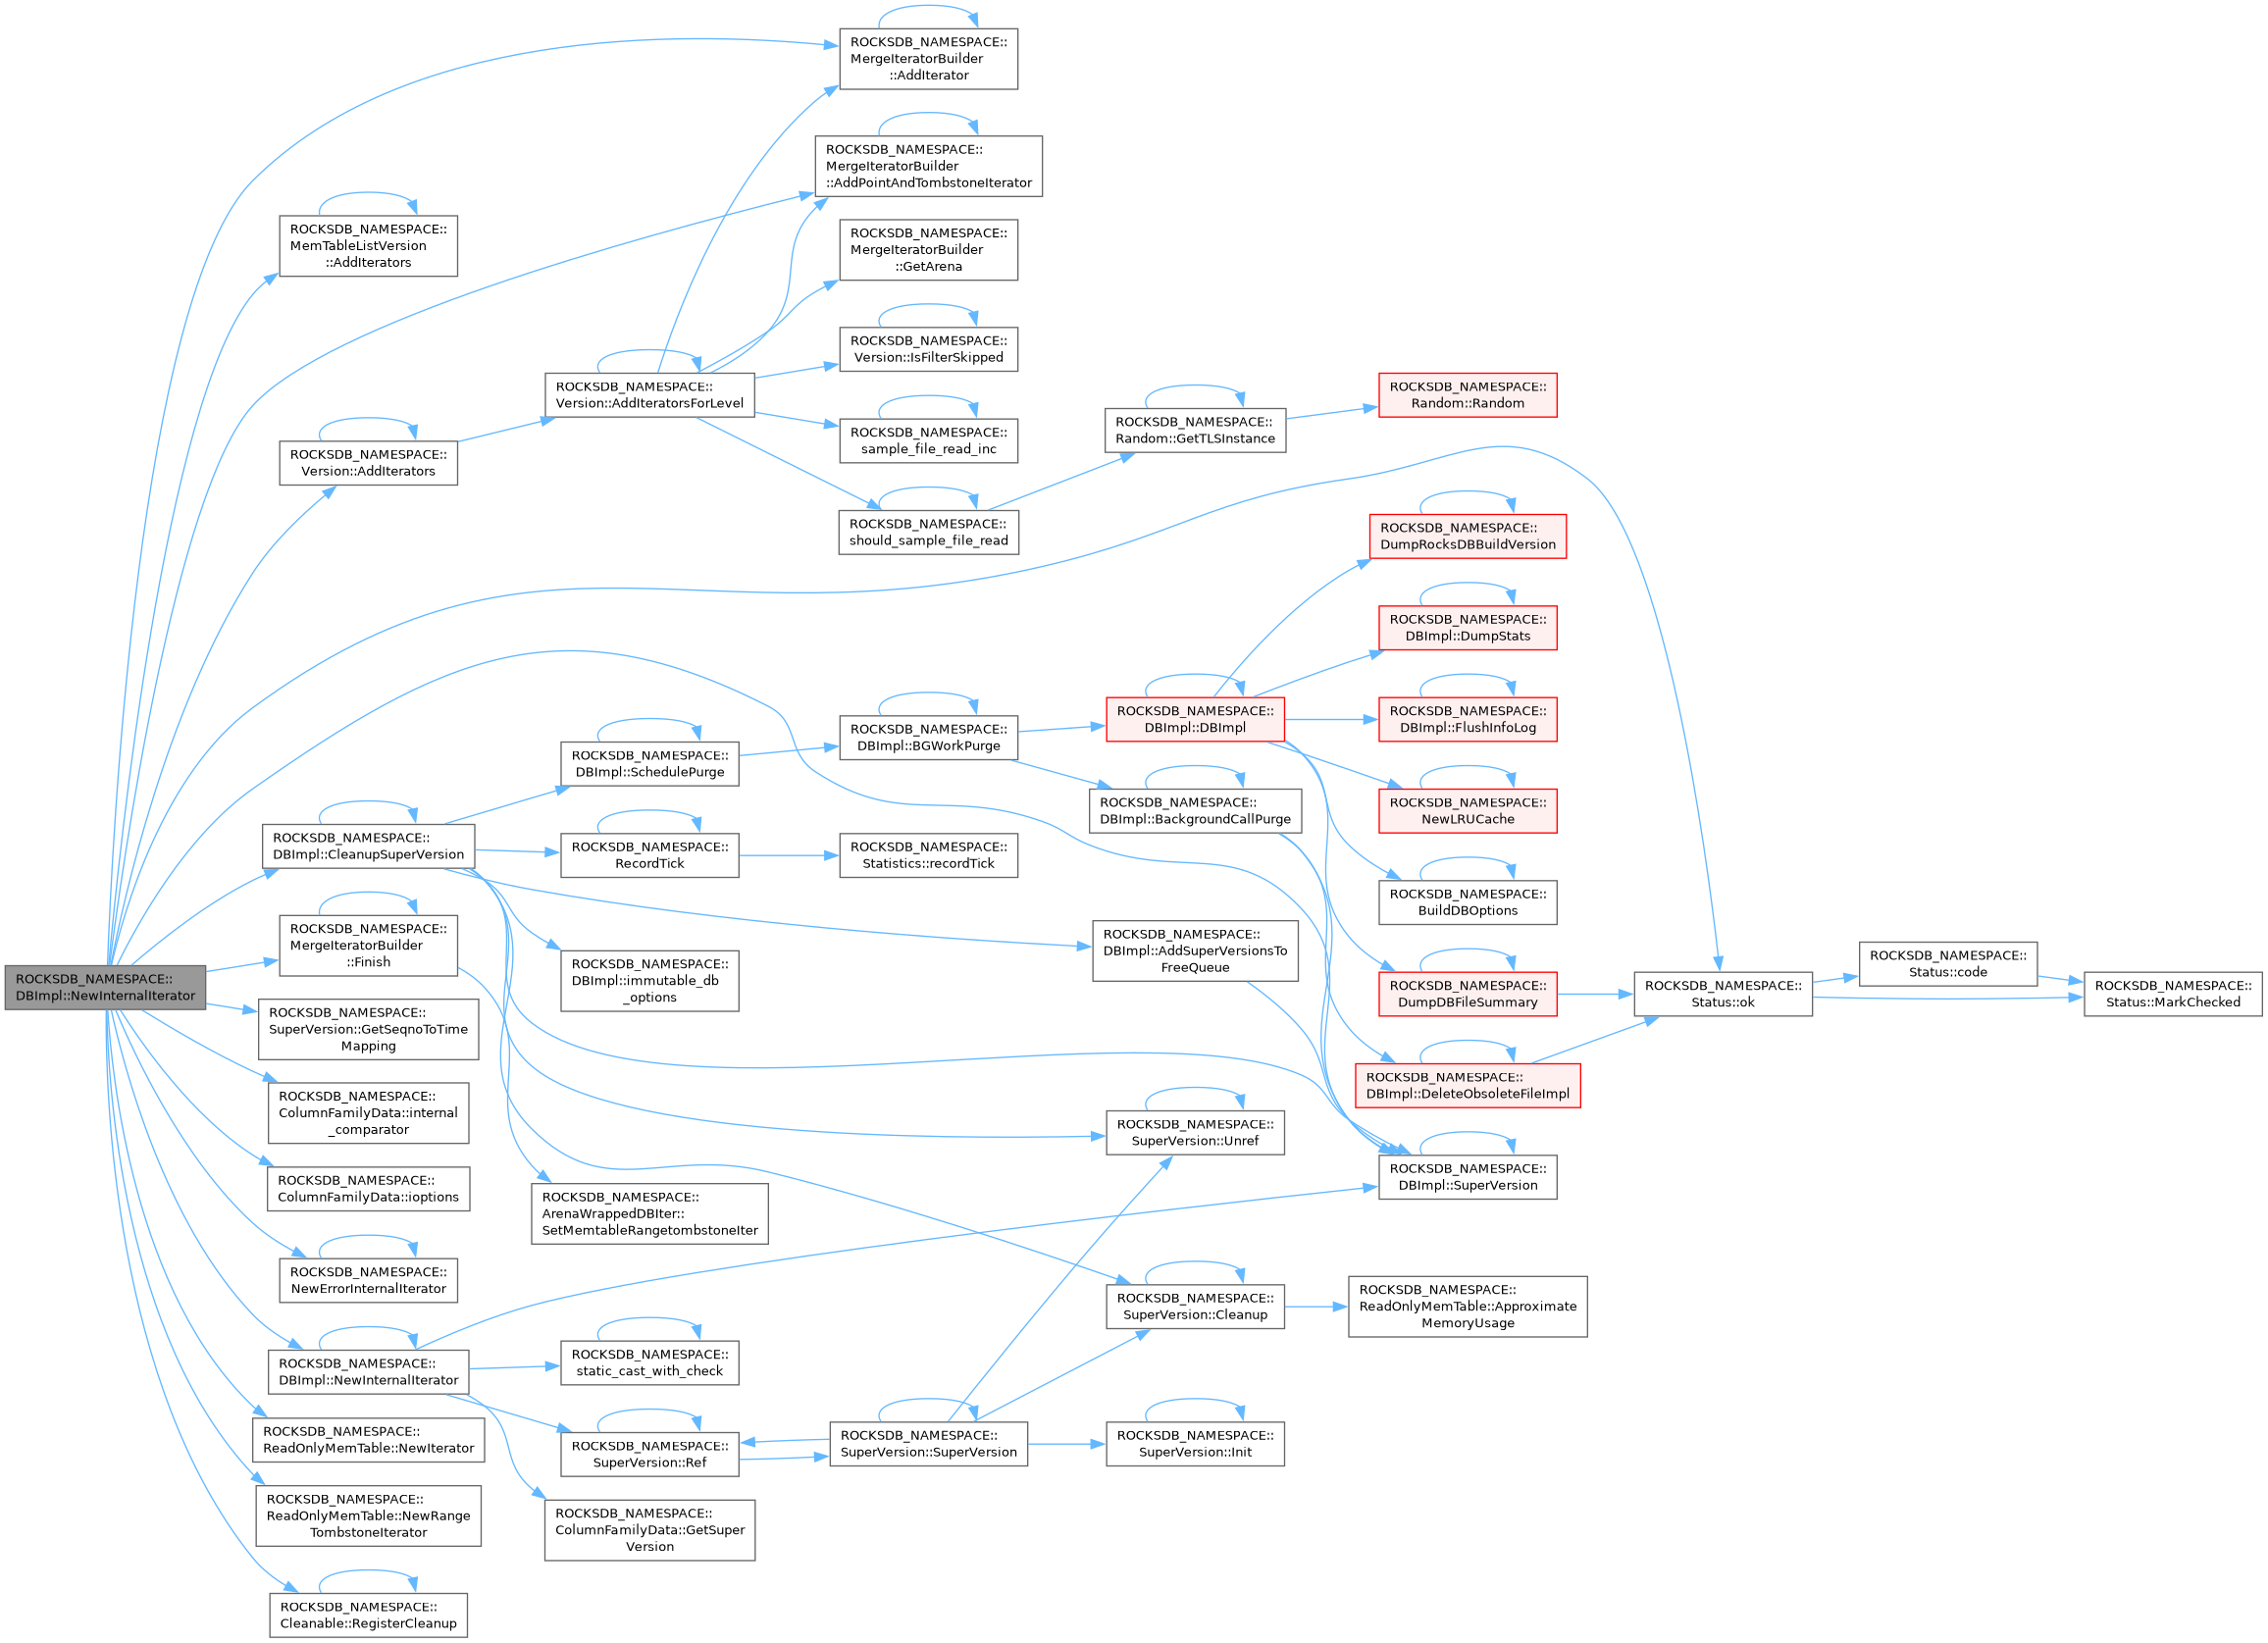 ROCKSDB_NAMESPACE::
DBImpl::NewInternalIterator
ROCKSDB_NAMESPACE::
MergeIteratorBuilder
::AddIterator
ROCKSDB_NAMESPACE::
MergeIteratorBuilder
::AddPointAndTombstoneIterator
ROCKSDB_NAMESPACE::
MemTableListVersion
::AddIterators
ROCKSDB_NAMESPACE::
MergeIteratorBuilder
::GetArena
ROCKSDB_NAMESPACE::
Version::IsFilterSkipped
ROCKSDB_NAMESPACE::
Version::AddIteratorsForLevel
ROCKSDB_NAMESPACE::
Random::Random
ROCKSDB_NAMESPACE::
Random::GetTLSInstance
ROCKSDB_NAMESPACE::
sample_file_read_inc
ROCKSDB_NAMESPACE::
Version::AddIterators
ROCKSDB_NAMESPACE::
should_sample_file_read
ROCKSDB_NAMESPACE::
DumpRocksDBBuildVersion
ROCKSDB_NAMESPACE::
DBImpl::DumpStats
ROCKSDB_NAMESPACE::
DBImpl::DBImpl
ROCKSDB_NAMESPACE::
DBImpl::FlushInfoLog
ROCKSDB_NAMESPACE::
DBImpl::BGWorkPurge
ROCKSDB_NAMESPACE::
DBImpl::SchedulePurge
ROCKSDB_NAMESPACE::
DBImpl::BackgroundCallPurge
ROCKSDB_NAMESPACE::
NewLRUCache
ROCKSDB_NAMESPACE::
DBImpl::CleanupSuperVersion
ROCKSDB_NAMESPACE::
RecordTick
ROCKSDB_NAMESPACE::
Statistics::recordTick
ROCKSDB_NAMESPACE::
BuildDBOptions
ROCKSDB_NAMESPACE::
MergeIteratorBuilder
::Finish
ROCKSDB_NAMESPACE::
DBImpl::immutable_db
_options
ROCKSDB_NAMESPACE::
DBImpl::AddSuperVersionsTo
FreeQueue
ROCKSDB_NAMESPACE::
DumpDBFileSummary
ROCKSDB_NAMESPACE::
Status::ok
ROCKSDB_NAMESPACE::
Status::code
ROCKSDB_NAMESPACE::
Status::MarkChecked
ROCKSDB_NAMESPACE::
SuperVersion::GetSeqnoToTime
Mapping
ROCKSDB_NAMESPACE::
DBImpl::DeleteObsoleteFileImpl
ROCKSDB_NAMESPACE::
ColumnFamilyData::internal
_comparator
ROCKSDB_NAMESPACE::
SuperVersion::Unref
ROCKSDB_NAMESPACE::
DBImpl::SuperVersion
ROCKSDB_NAMESPACE::
ColumnFamilyData::ioptions
ROCKSDB_NAMESPACE::
ArenaWrappedDBIter::
SetMemtableRangetombstoneIter
ROCKSDB_NAMESPACE::
NewErrorInternalIterator
ROCKSDB_NAMESPACE::
SuperVersion::Cleanup
ROCKSDB_NAMESPACE::
ReadOnlyMemTable::Approximate
MemoryUsage
ROCKSDB_NAMESPACE::
DBImpl::NewInternalIterator
ROCKSDB_NAMESPACE::
static_cast_with_check
ROCKSDB_NAMESPACE::
ReadOnlyMemTable::NewIterator
ROCKSDB_NAMESPACE::
SuperVersion::Ref
ROCKSDB_NAMESPACE::
SuperVersion::SuperVersion
ROCKSDB_NAMESPACE::
SuperVersion::Init
ROCKSDB_NAMESPACE::
ReadOnlyMemTable::NewRange
TombstoneIterator
ROCKSDB_NAMESPACE::
ColumnFamilyData::GetSuper
Version
ROCKSDB_NAMESPACE::
Cleanable::RegisterCleanup